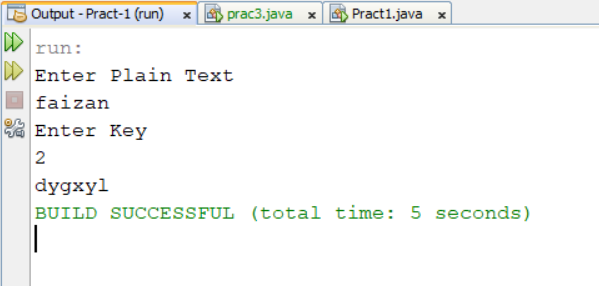 Output - Pract-1 (run) x prac3.java x Pract1.java x
run:
Enter Plain Text
faizan
Enter Key
2
dygxyl
BUILD SUCCESSFUL (total time: 5 seconds)